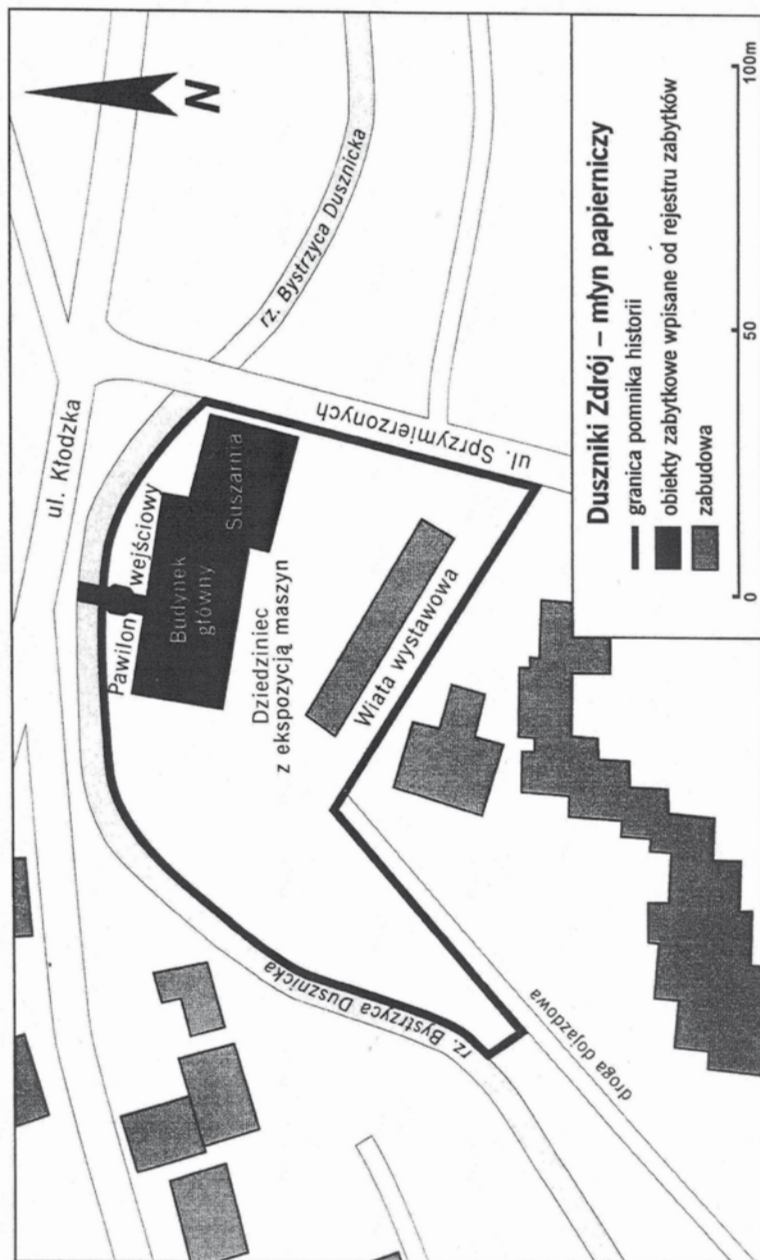 N
ul. Kłodzka
rz. Bystrzyca Dusznicka
Pawilon wejściowy
Budynek
główny
Suszarnia
ul. Sprzymierzonych
Dziedziniec
z ekspozycją maszyn
Wiata wystawowa
rz. Bystrzyca Dusznicka
droga dojazdowa
Duszniki Zdrój – młyn papierniczy
granica pomnika historii
obiekty zabytkowe wpisane od rejestru zabytków
zabudowa
0
50
100m